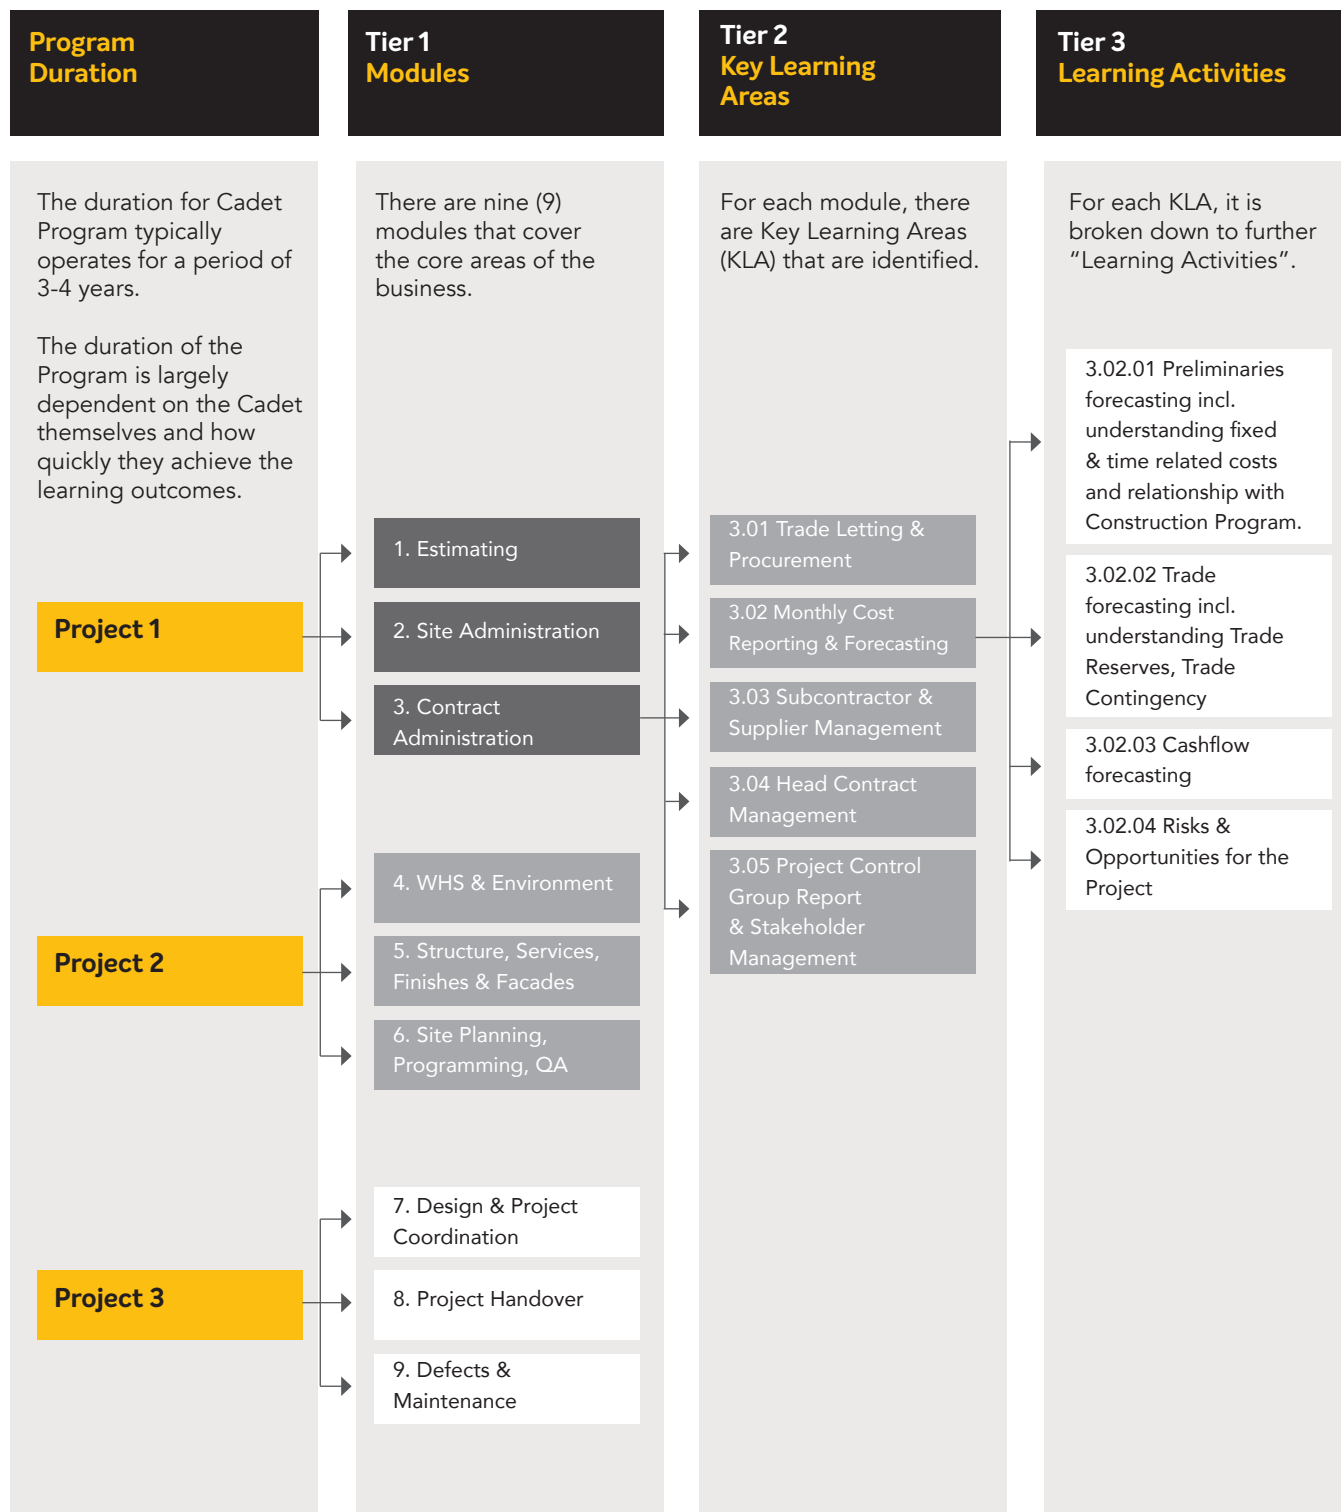 Program
Duration
Tier 1
Modules
Tier 2
Key Learning
Areas
Tier 3
Learning Activities
The duration for Cadet
Program typically
operates for a period of
3-4 years.
The duration of the
Program is largely
dependent on the Cadet
themselves and how
quickly they achieve the
learning outcomes.
Project 1
Project 2
Project 3
There are nine (9)
modules that cover
the core areas of the
business.
1. Estimating
2. Site Administration
3. Contract
Administration
4. WHS & Environment
5. Structure, Services,
Finishes & Facades
6. Site Planning,
Programming, QA
7. Design & Project
Coordination
8. Project Handover
9. Defects &
Maintenance
For each module, there
are Key Learning Areas
(KLA) that are identified.
3.01 Trade Letting &
Procurement
3.02 Monthly Cost
Reporting & Forecasting
3.03 Subcontractor &
Supplier Management
3.04 Head Contract
Management
3.05 Project Control
Group Report
& Stakeholder
Management
For each KLA, it is
broken down to further
“Learning Activities”.
3.02.01 Preliminaries
forecasting incl.
understanding fixed
& time related costs
and relationship with
Construction Program.
3.02.02 Trade
forecasting incl.
understanding Trade
Reserves, Trade
Contingency
3.02.03 Cashflow
forecasting
3.02.04 Risks &
Opportunities for the
Project